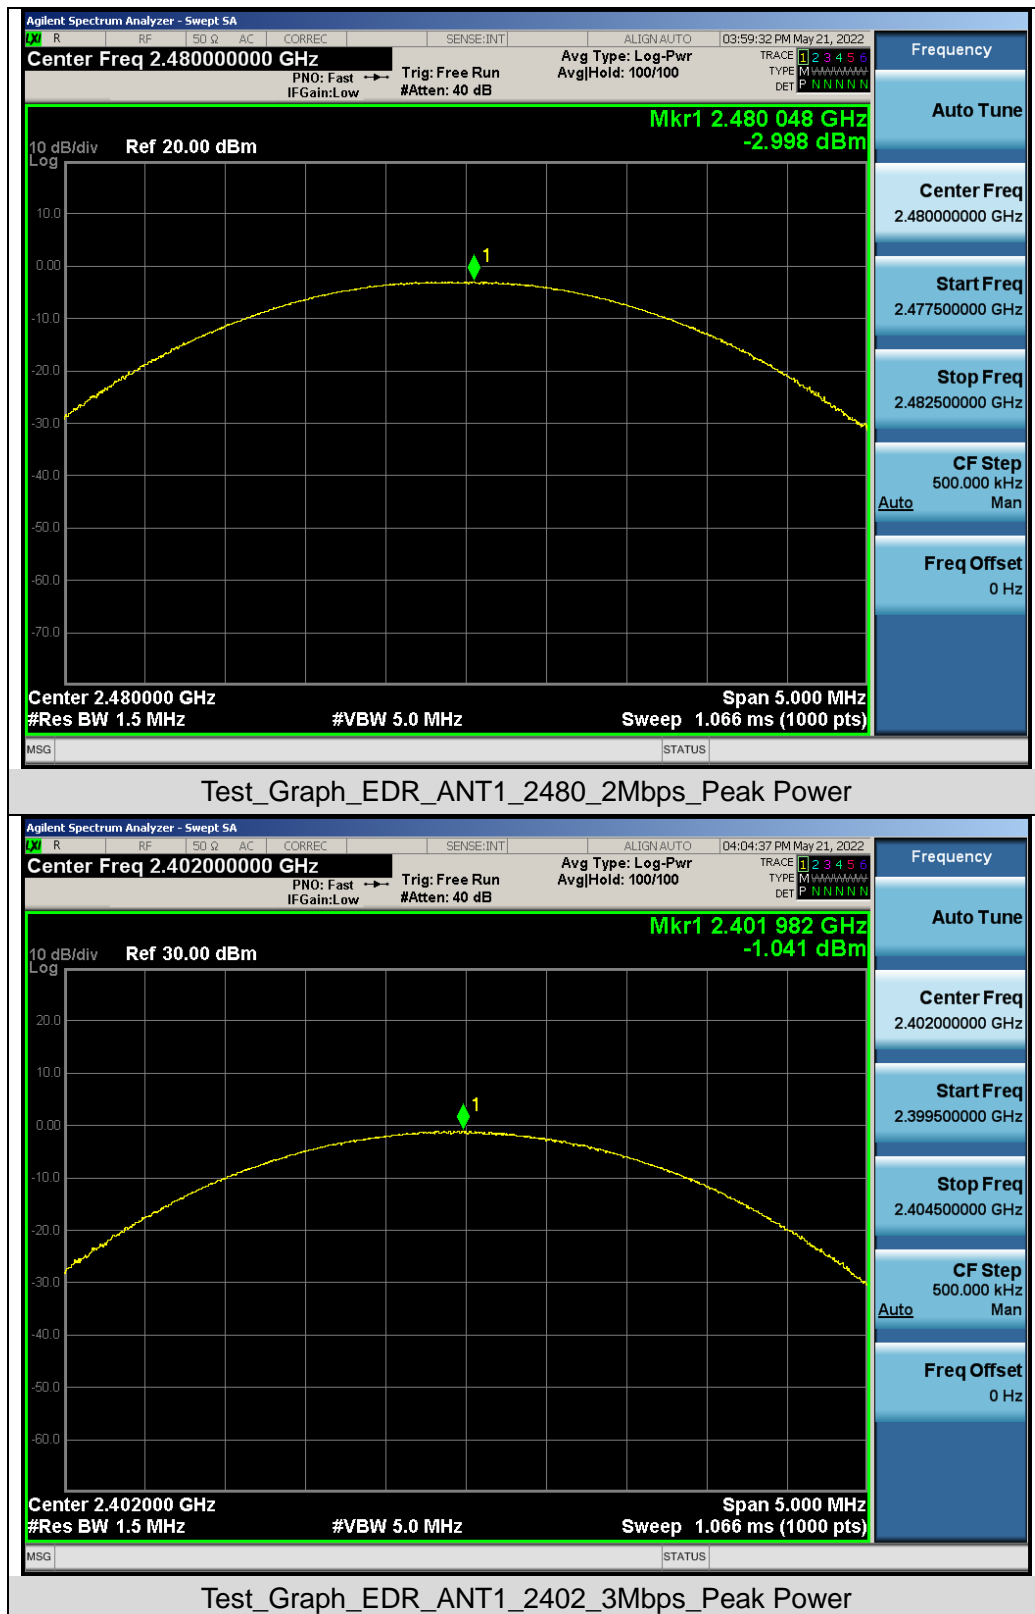 Agilent Spectrum Analyzer - Swept SA
LXI R RF 50 Ω AC CORREC SENSE:INT ALIGN AUTO 03:59:32 PM May 21, 2022
Center Freq 2.480000000 GHz
PNO: Fast
IFGain:Low
Trig: Free Run
#Atten: 40 dB
Avg Type: Log-Pwr
Avg|Hold: 100/100
TRACE 1 2 3 4 5 6
TYPE M WWWWW
DET P N N N N N
Mkr1 2.480 048 GHz
-2.998 dBm
10 dB/div Ref 20.00 dBm
Log
10.0
0.00
-10.0
-20.0
-30.0
-40.0
-50.0
-60.0
-70.0
1
Center 2.480000 GHz Span 5.000 MHz
#Res BW 1.5 MHz #VBW 5.0 MHz Sweep 1.066 ms (1000 pts)
MSG STATUS
Frequency
Auto Tune
Center Freq
2.480000000 GHz
Start Freq
2.477500000 GHz
Stop Freq
2.482500000 GHz
CF Step
500.000 kHz
Auto Man
Freq Offset
0 Hz
Test_Graph_EDR_ANT1_2480_2Mbps_Peak Power
Agilent Spectrum Analyzer - Swept SA
LXI R RF 50 Ω AC CORREC SENSE:INT ALIGN AUTO 04:04:37 PM May 21, 2022
Center Freq 2.402000000 GHz
PNO: Fast
IFGain:Low
Trig: Free Run
#Atten: 40 dB
Avg Type: Log-Pwr
Avg|Hold: 100/100
TRACE 1 2 3 4 5 6
TYPE M WWWWW
DET P N N N N N
Mkr1 2.401 982 GHz
-1.041 dBm
10 dB/div Ref 30.00 dBm
Log
20.0
10.0
0.00
-10.0
-20.0
-30.0
-40.0
-50.0
-60.0
1
Center 2.402000 GHz Span 5.000 MHz
#Res BW 1.5 MHz #VBW 5.0 MHz Sweep 1.066 ms (1000 pts)
MSG STATUS
Frequency
Auto Tune
Center Freq
2.402000000 GHz
Start Freq
2.399500000 GHz
Stop Freq
2.404500000 GHz
CF Step
500.000 kHz
Auto Man
Freq Offset
0 Hz
Test_Graph_EDR_ANT1_2402_3Mbps_Peak Power